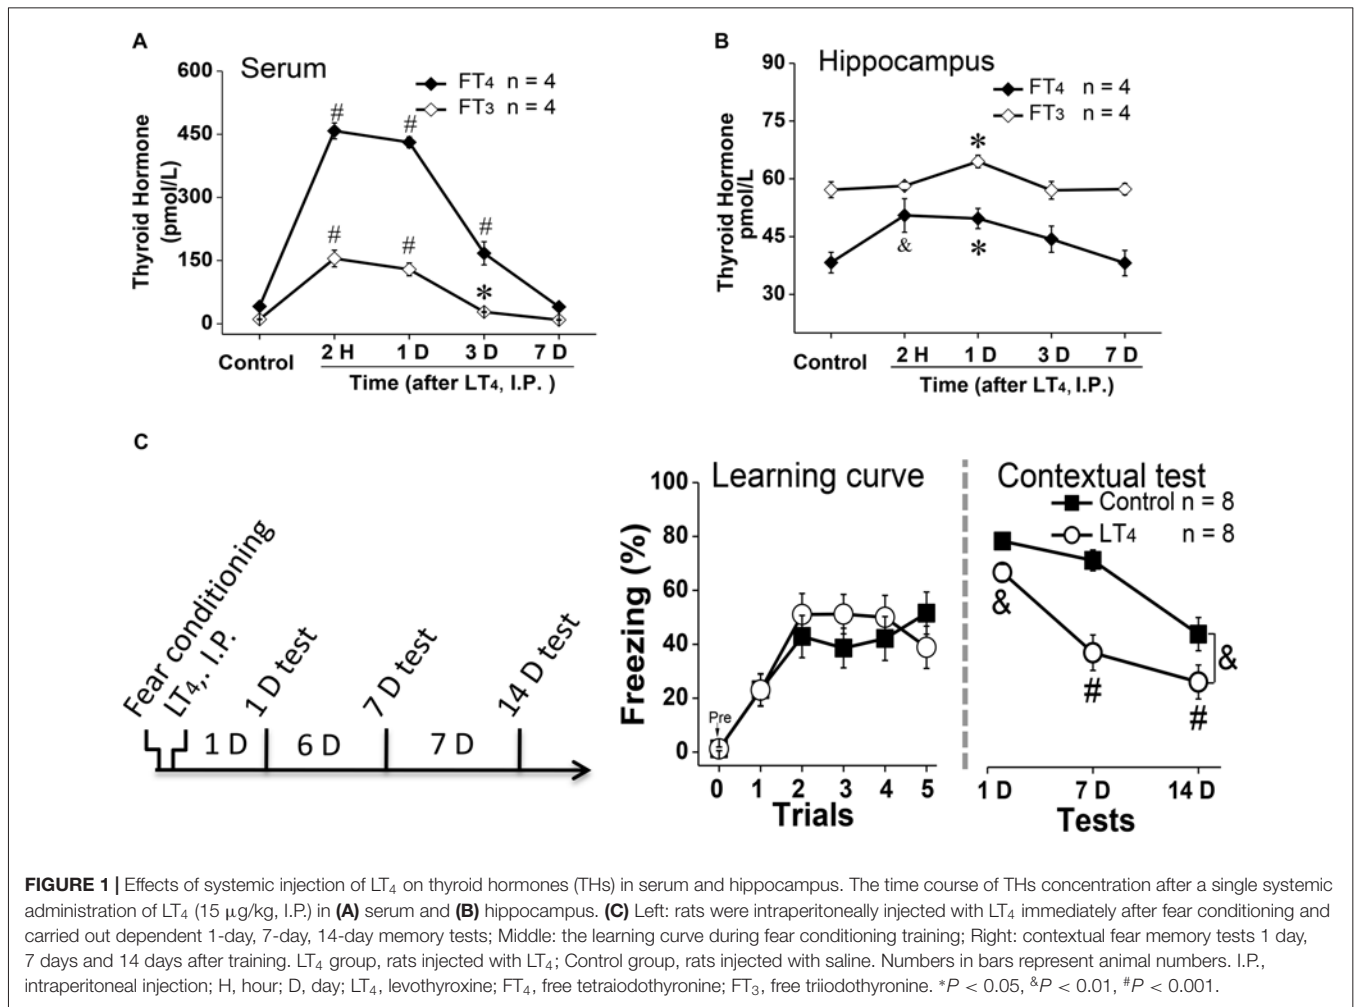 A
Serum
FT4 n = 4
FT3 n = 4
Thyroid Hormone
(pmol/L)
600
450
300
150
0
#
#
#
#
#
*
Control
2 H
1 D
3 D
7 D
Time (after LT4, I.P. )
B
Hippocampus
FT4 n = 4
FT3 n = 4
Thyroid Hormone
pmol/L
90
75
60
45
30
*
&
*
Control
2 H
1 D
3 D
7 D
Time (after LT4, I.P.)
C
Fear conditioning
LT4,. I.P.
1 D test
7 D test
14 D test
1 D
6 D
7 D
Learning curve
Freezing (%)
100
80
60
40
20
0
Pre
0 1 2 3 4 5
Trials
Contextual test
Control n = 8
LT4 n = 8
&
#
#
&
1 D
7 D
14 D
Tests
FIGURE 1 | Effects of systemic injection of LT4 on thyroid hormones (THs) in serum and hippocampus. The time course of THs concentration after a single systemic
administration of LT4 (15 μg/kg, I.P.) in (A) serum and (B) hippocampus. (C) Left: rats were intraperitoneally injected with LT4 immediately after fear conditioning and
carried out dependent 1-day, 7-day, 14-day memory tests; Middle: the learning curve during fear conditioning training; Right: contextual fear memory tests 1 day,
7 days and 14 days after training. LT4 group, rats injected with LT4; Control group, rats injected with saline. Numbers in bars represent animal numbers. I.P.,
intraperitoneal injection; H, hour; D, day; LT4, levothyroxine; FT4, free tetraiodothyronine; FT3, free triiodothyronine. *P < 0.05, &P < 0.01, #P < 0.001.